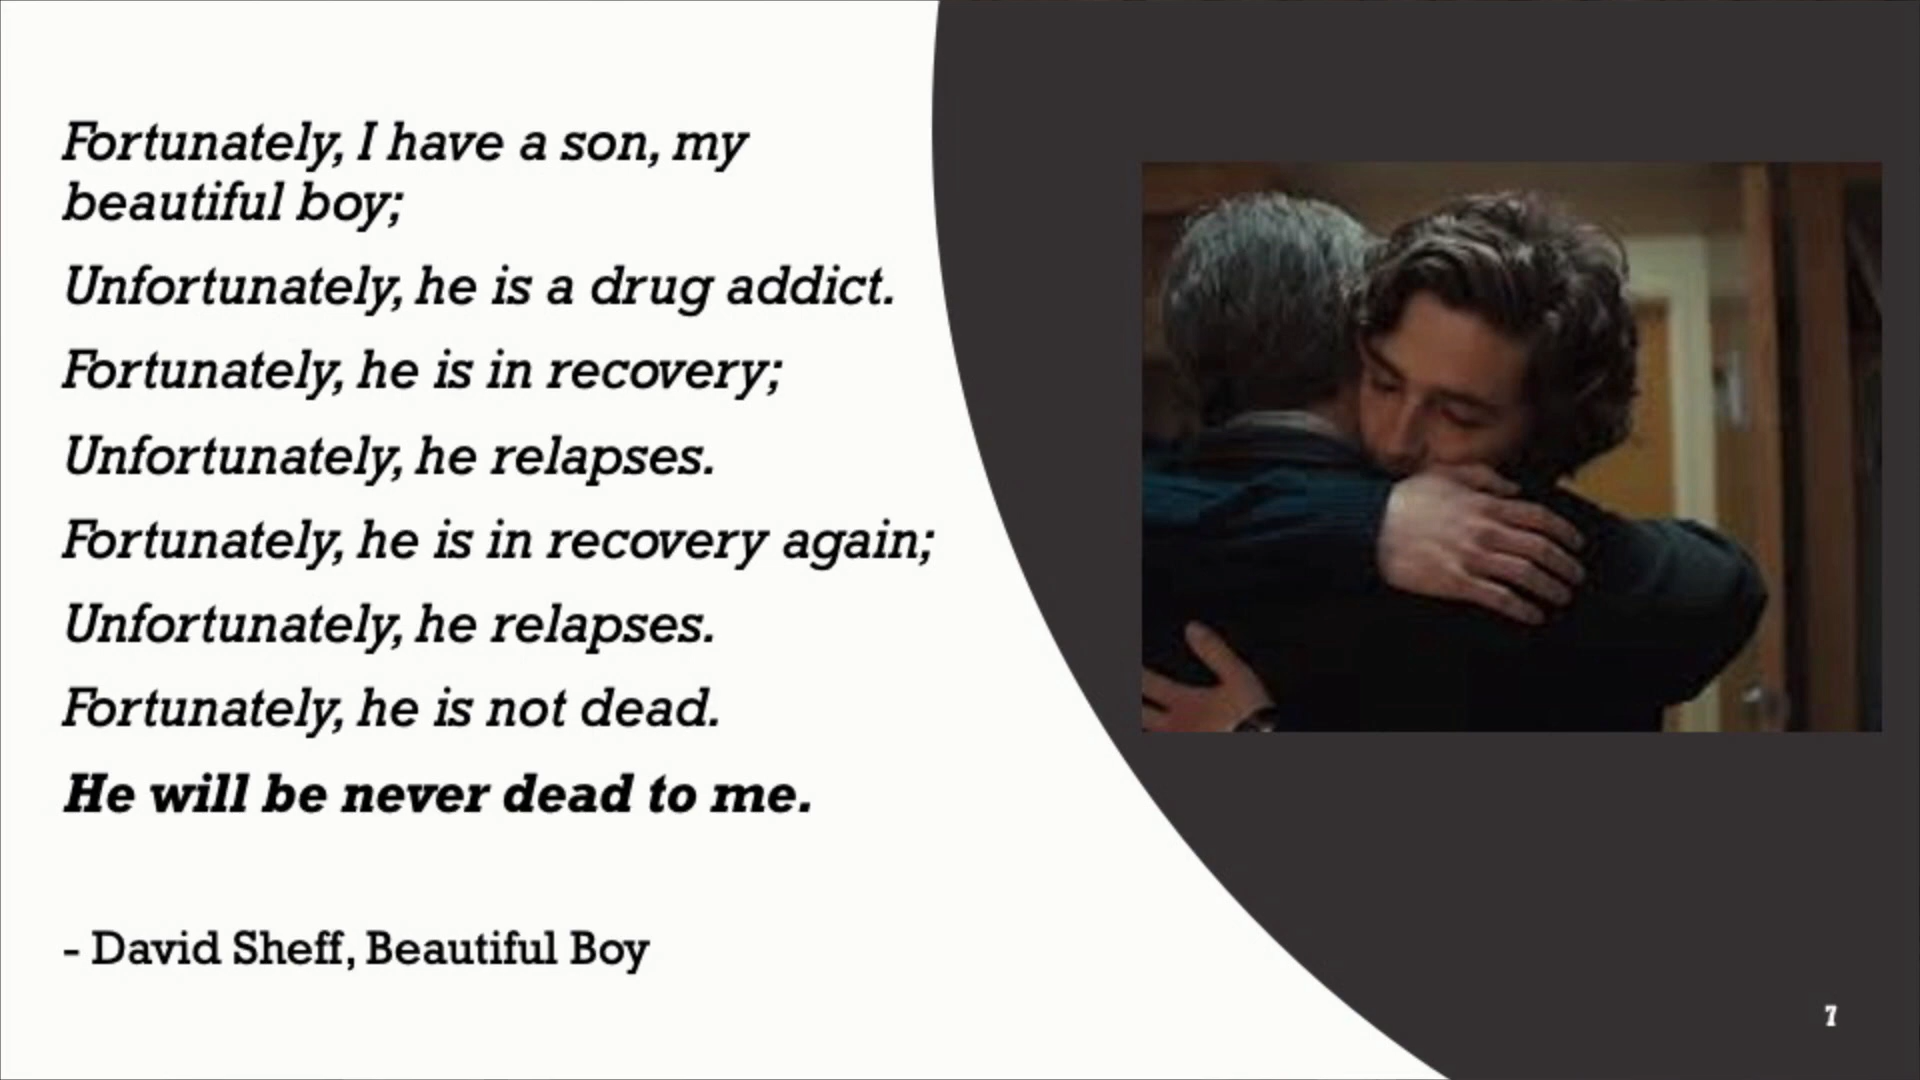 Fortunately, I have a son, my
beautiful boy;
Unfortunately, he is a drug addict.
Fortunately, he is in recovery;
Unfortunately, he relapses.
Fortunately, he is in recovery again;
Unfortunately, he relapses.
Fortunately, he is not dead.
He will be never dead to me.
- David Sheff, Beautiful Boy
7